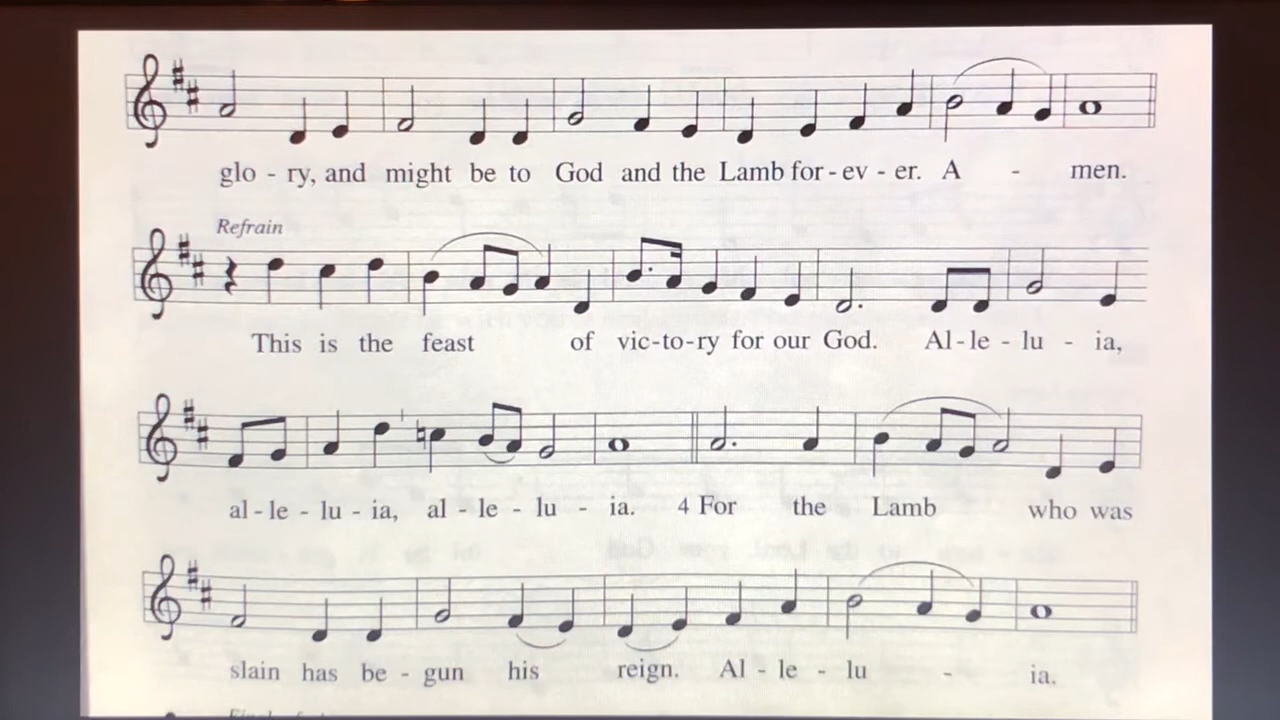 glo - ry, and might be to God and the Lamb for - ev - er. A - men.
Refrain
This is the feast of vic-to-ry for our God. Al-le - lu - ia,
al-le - lu - ia, al - le - lu - ia. 4 For the Lamb who was
slain has be - gun his reign. Al - le - lu - ia.